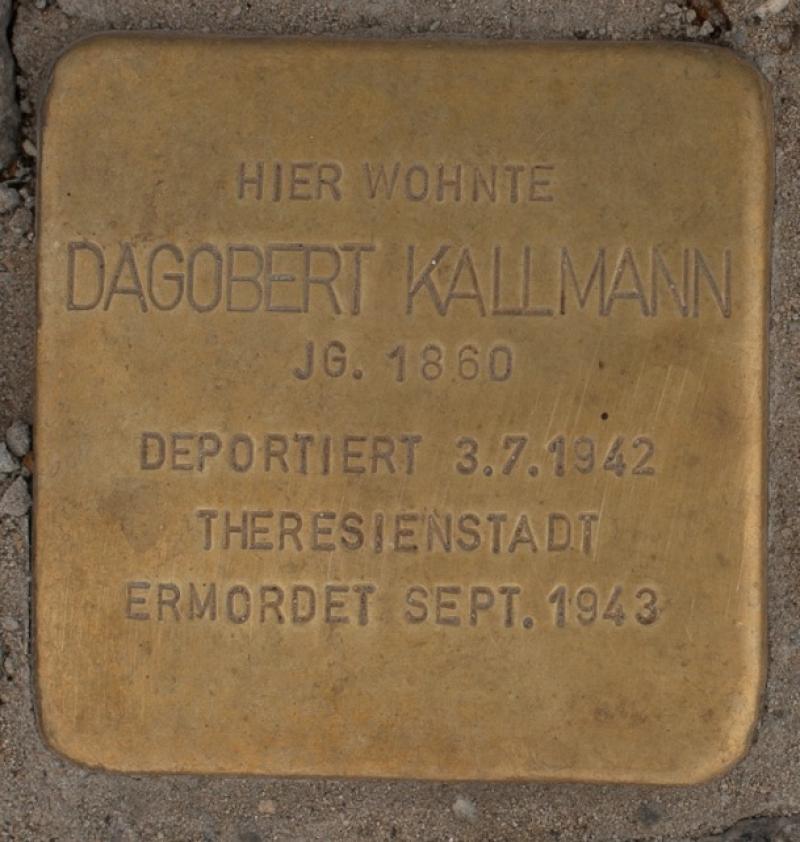 HIER WOHNTE
DAGOBERT KALLMANN
JG. 1860
DEPORTIERT 3.7.1942
THERESIENSTADT
ERMORDET SEPT. 1943